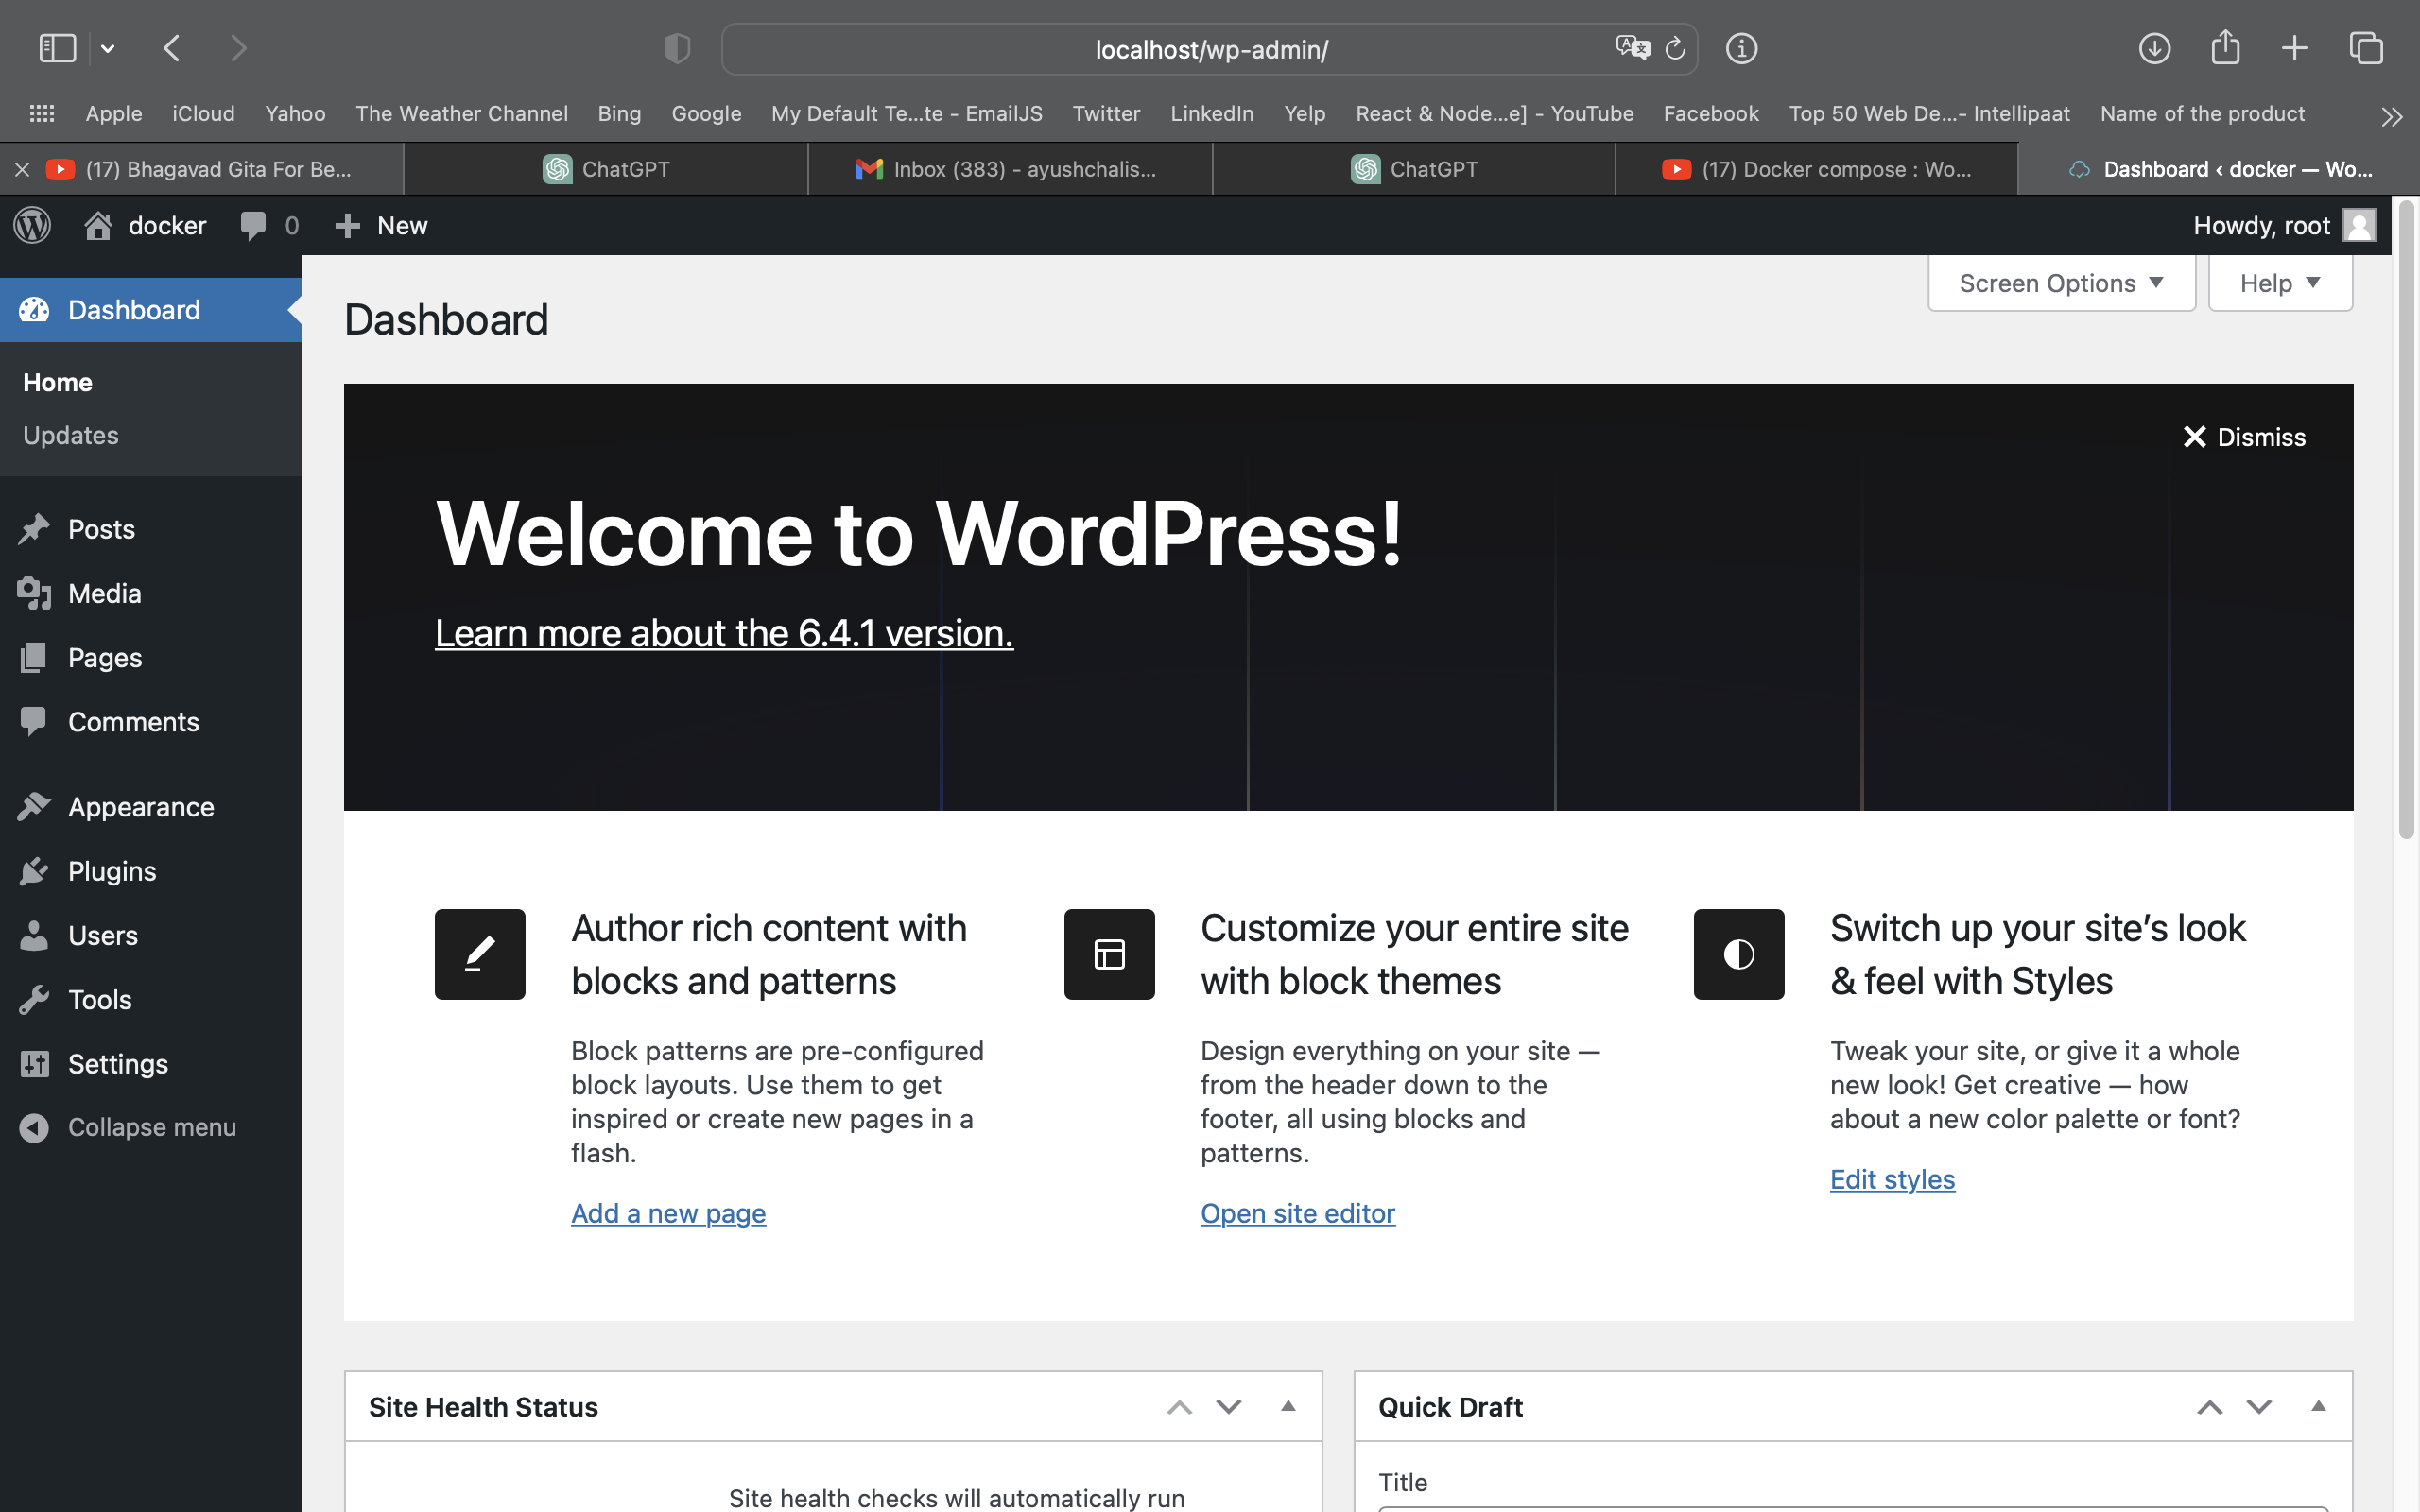 localhost/wp-admin/
Apple iCloud Yahoo The Weather Channel Bing Google My Default Te...te - EmailJS Twitter LinkedIn Yelp React & Node...e] - YouTube Facebook Top 50 Web De...- Intellipaat Name of the product
(17) Bhagavad Gita For Be... ChatGPT Inbox (383) - ayushchalis... ChatGPT (17) Docker compose : Wo... Dashboard ‹ docker — Wo...
docker 0 New Howdy, root
Screen Options Help
Dashboard
Home
Updates
Posts
Media
Pages
Comments
Appearance
Plugins
Users
Tools
Settings
Collapse menu
Dashboard
Dismiss
Welcome to WordPress!
Learn more about the 6.4.1 version.
Author rich content with
blocks and patterns
Block patterns are pre-configured
block layouts. Use them to get
inspired or create new pages in a
flash.
Add a new page
Customize your entire site
with block themes
Design everything on your site —
from the header down to the
footer, all using blocks and
patterns.
Open site editor
Switch up your site’s look
& feel with Styles
Tweak your site, or give it a whole
new look! Get creative — how
about a new color palette or font?
Edit styles
Site Health Status
Site health checks will automatically run
Quick Draft
Title